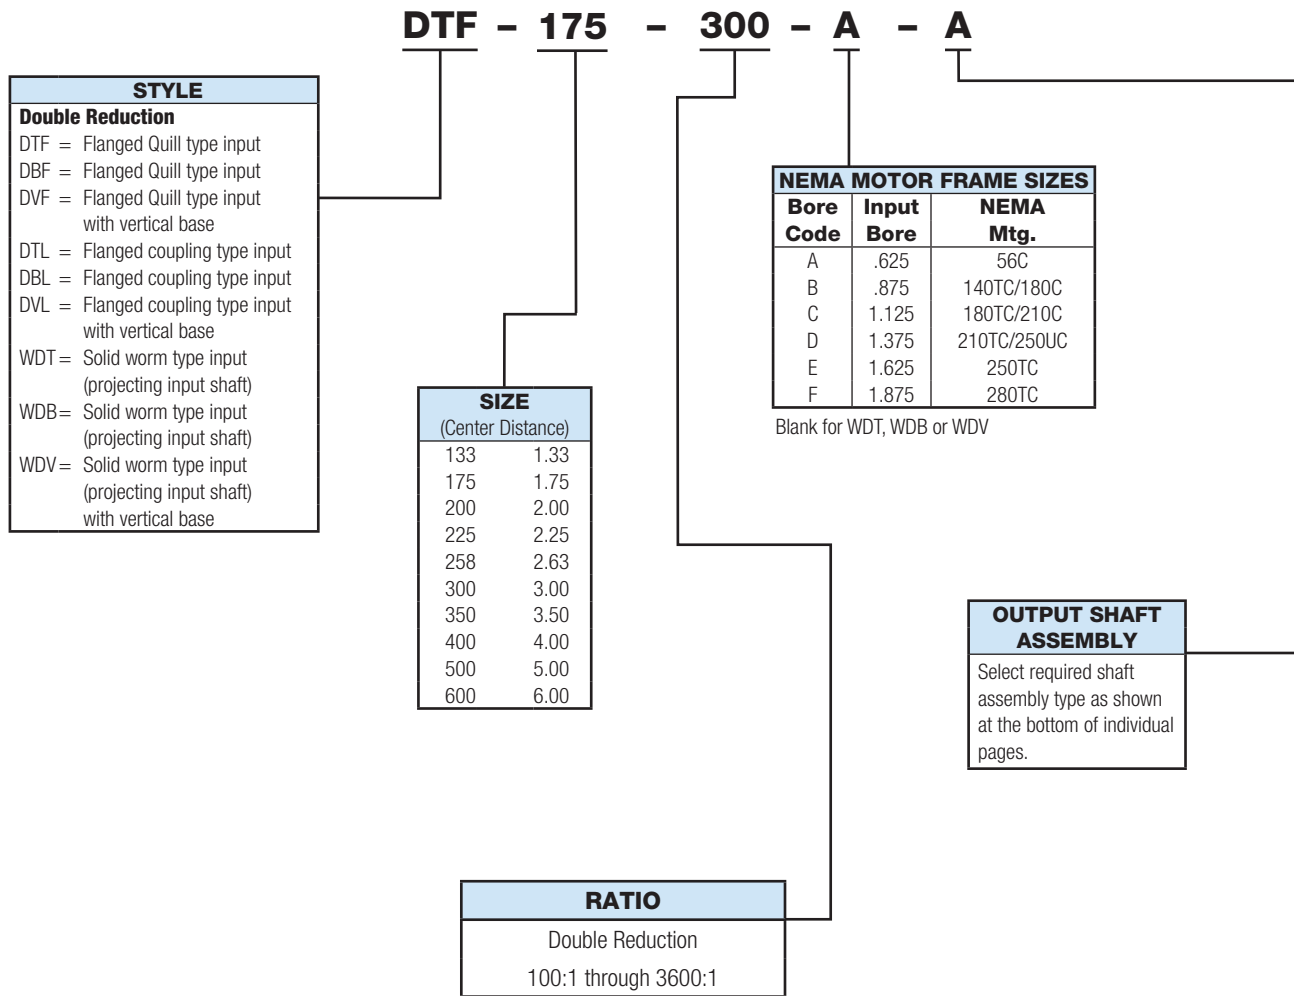 DTF – 175 – 300 – A – A
STYLE
Double Reduction
DTF = Flanged Quill type input
DBF = Flanged Quill type input
DVF = Flanged Quill type input
with vertical base
DTL = Flanged coupling type input
DBL = Flanged coupling type input
DVL = Flanged coupling type input
with vertical base
WDT = Solid worm type input
(projecting input shaft)
WDB = Solid worm type input
(projecting input shaft)
WDV = Solid worm type input
(projecting input shaft)
with vertical base
SIZE
(Center Distance)
133 1.33
175 1.75
200 2.00
225 2.25
258 2.63
300 3.00
350 3.50
400 4.00
500 5.00
600 6.00
NEMA MOTOR FRAME SIZES
Bore Input NEMA
Code Bore Mtg.
A .625 56C
B .875 140TC/180C
C 1.125 180TC/210C
D 1.375 210TC/250UC
E 1.625 250TC
F 1.875 280TC
Blank for WDT, WDB or WDV
OUTPUT SHAFT
ASSEMBLY
Select required shaft
assembly type as shown
at the bottom of individual
pages.
RATIO
Double Reduction
100:1 through 3600:1